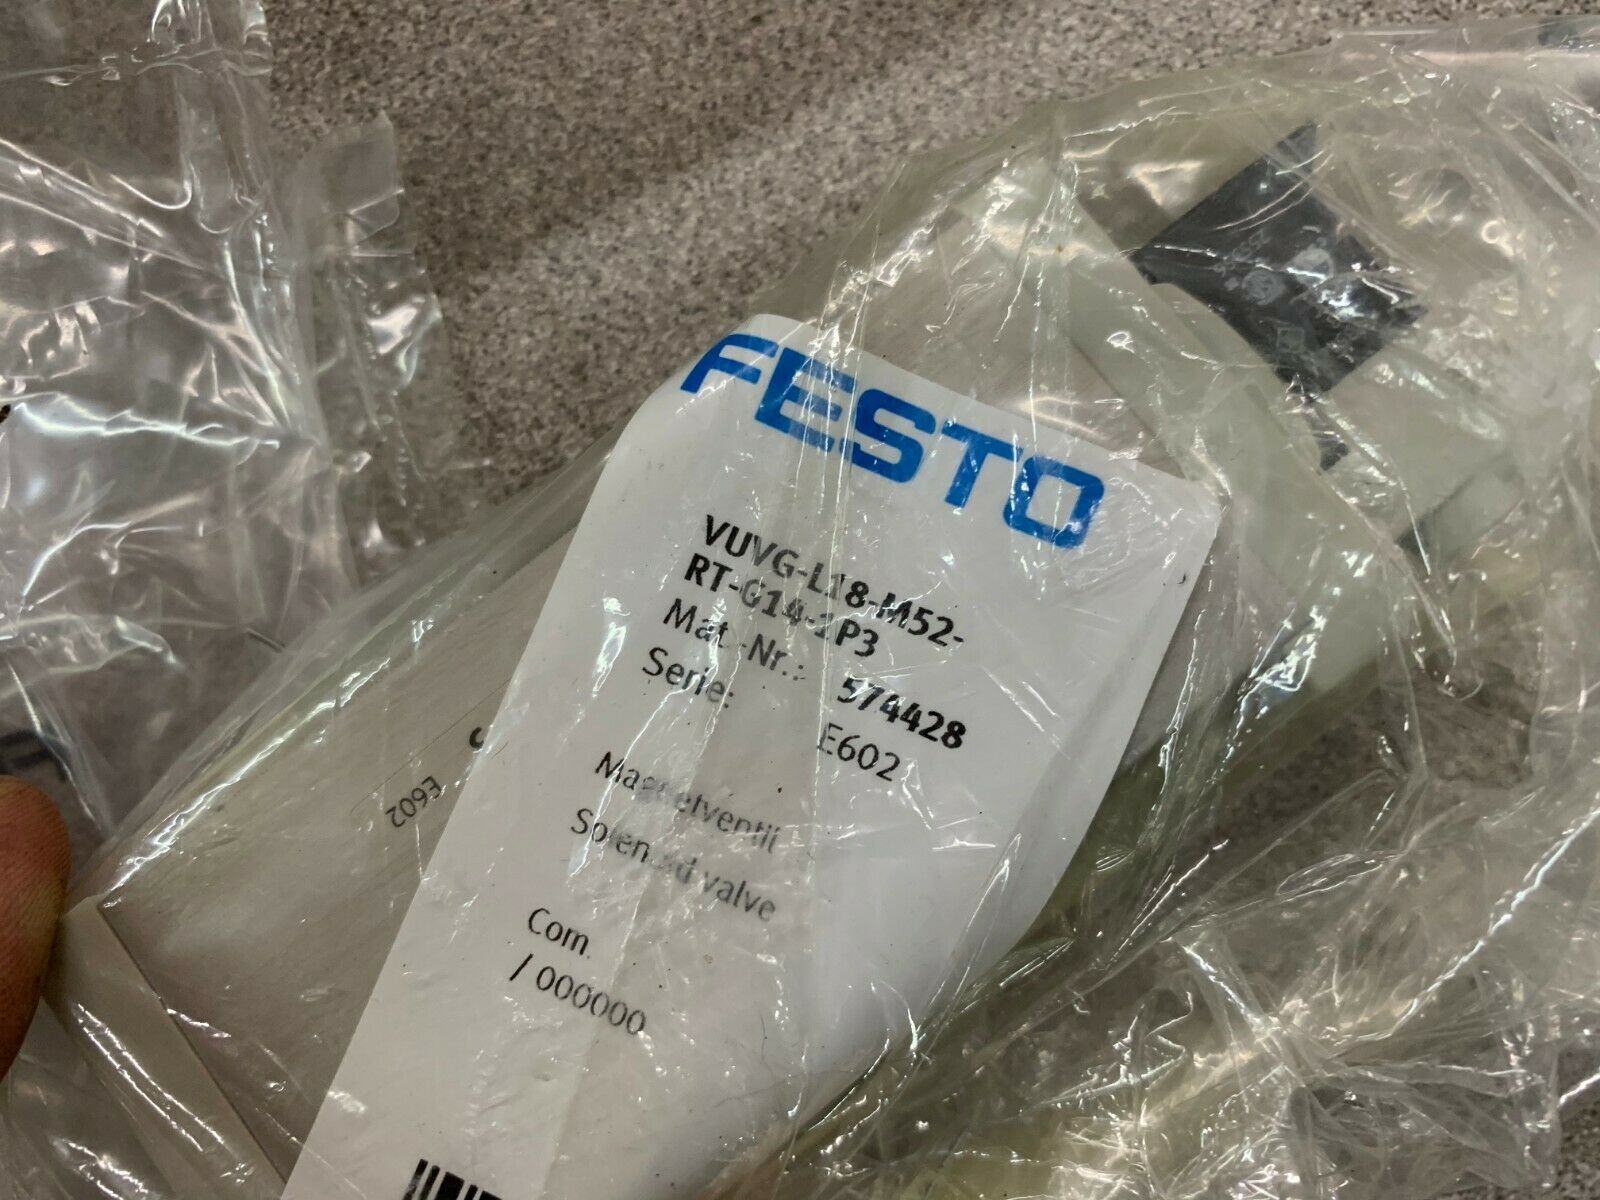 FESTO
VUVG-L18-M52-
RT-G14-1P3
Mat.-Nr.: 574428
Serie: E602
Magnetventil
Solenoid valve
Com.
/ 000000
E602